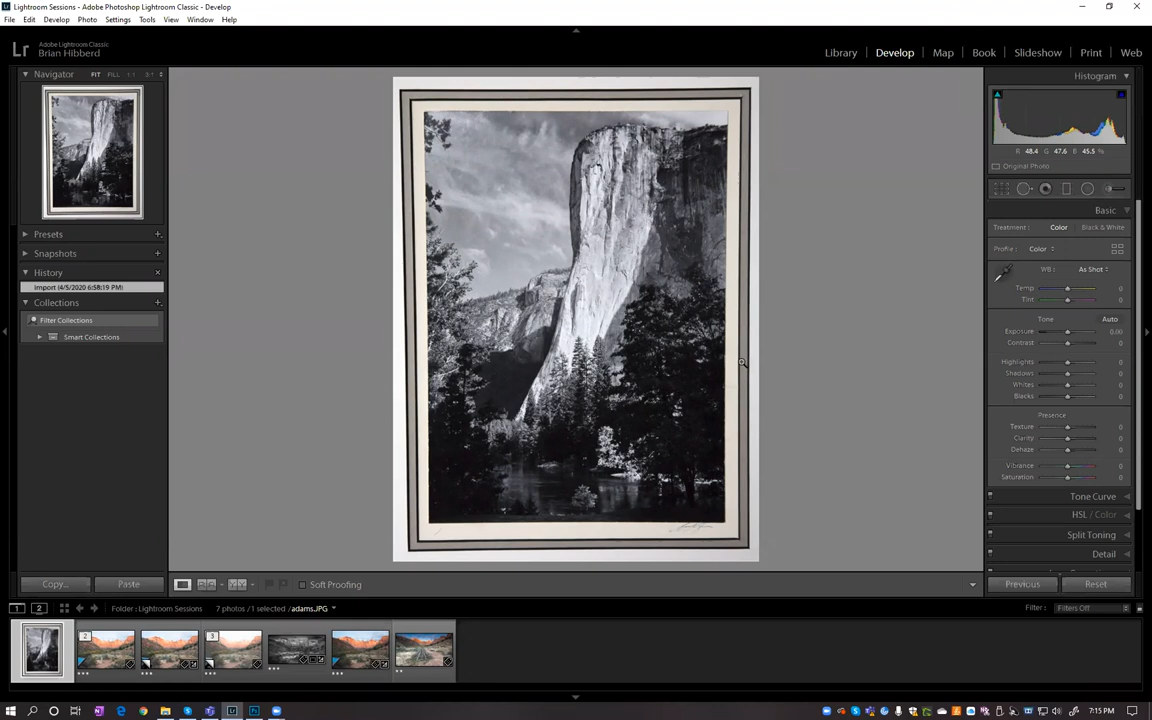 Lightroom Sessions - Adobe Photoshop Lightroom Classic - Develop
File Edit Develop Photo Settings Tools View Window Help
Lr Adobe Lightroom Classic
Brian Hibberd
Library Develop Map Book Slideshow Print Web
Navigator FIT FILL 1:1 3:1
Presets
Snapshots
History
Import (4/5/2020 6:58:19 PM)
Collections
Filter Collections
Smart Collections
Copy... Paste
Histogram
R 48.4 G 47.6 B 45.5 %
Original Photo
Basic
Treatment: Color Black & White
Profile: Color
WB: As Shot
Temp 0
Tint 0
Tone Auto
Exposure 0.00
Contrast 0
Highlights 0
Shadows 0
Whites 0
Blacks 0
Presence
Texture 0
Clarity 0
Dehaze 0
Vibrance 0
Saturation 0
Tone Curve
HSL / Color
Split Toning
Detail
Previous Reset
Soft Proofing
1 2 Folder: Lightroom Sessions 7 photos / 1 selected / adams.JPG Filter: Filters Off
2 3
7:15 PM